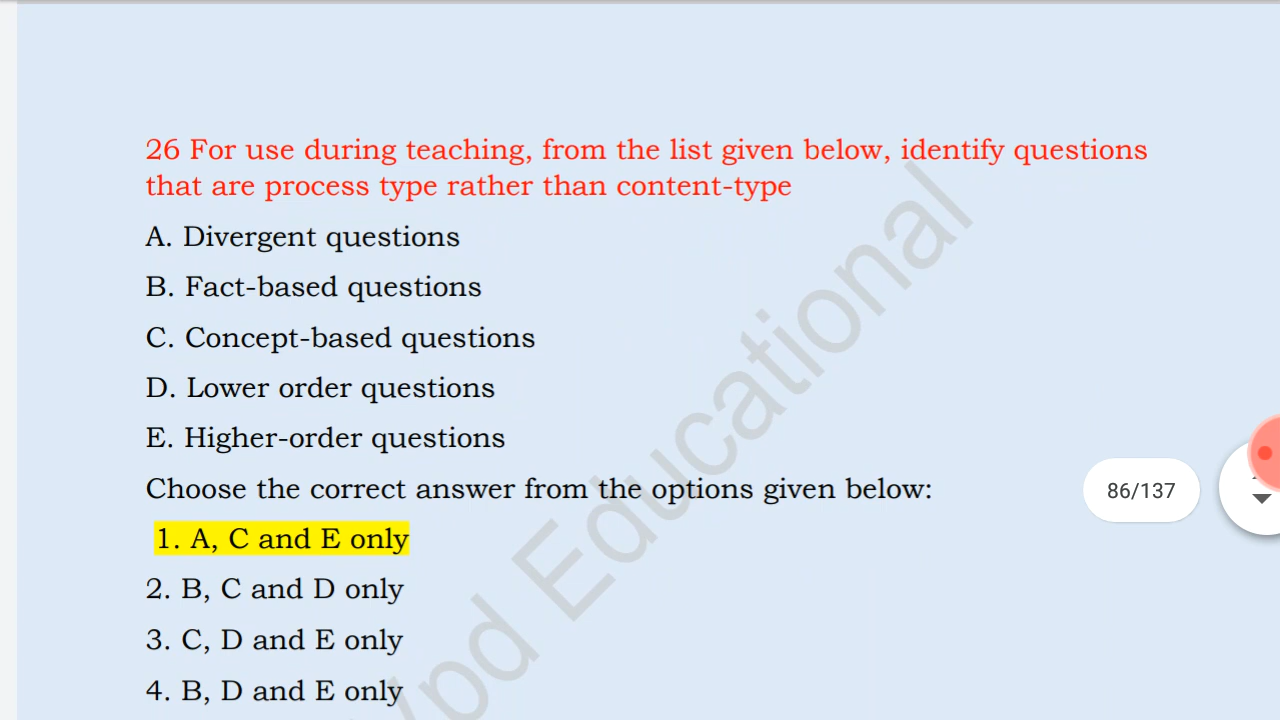 26 For use during teaching, from the list given below, identify questions
that are process type rather than content-type
A. Divergent questions
B. Fact-based questions
C. Concept-based questions
D. Lower order questions
E. Higher-order questions
Choose the correct answer from the options given below:
86/137
1. A, C and E only
2. B, C and D only
3. C, D and E only
4. B, D and E only
Educational